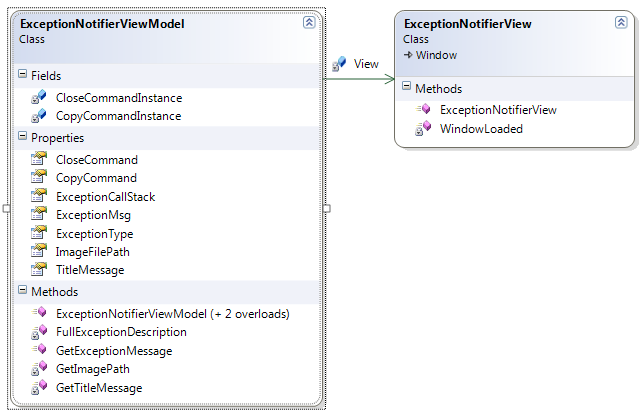 ExceptionNotifierViewModel
Class
Fields
CloseCommandInstance
CopyCommandInstance
Properties
CloseCommand
CopyCommand
ExceptionCallStack
ExceptionMsg
ExceptionType
ImageFilePath
TitleMessage
Methods
ExceptionNotifierViewModel (+ 2 overloads)
FullExceptionDescription
GetExceptionMessage
GetImagePath
GetTitleMessage
View
ExceptionNotifierView
Class
Window
Methods
ExceptionNotifierView
WindowLoaded